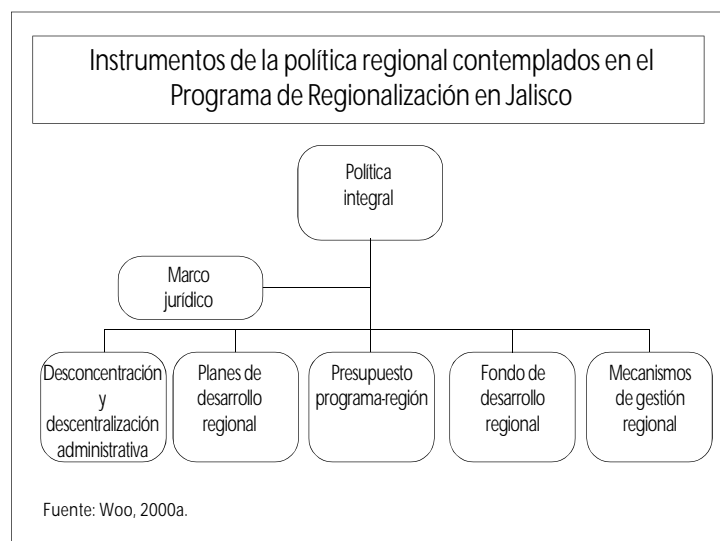 Instrumentos de la política regional contemplados en el
Programa de Regionalización en Jalisco
Política
integral
Marco
jurídico
Desconcentración
y
descentralización
administrativa
Planes de
desarrollo
regional
Presupuesto
programa-región
Fondo de
desarrollo
regional
Mecanismos
de gestión
regional
Fuente: Woo, 2000a.